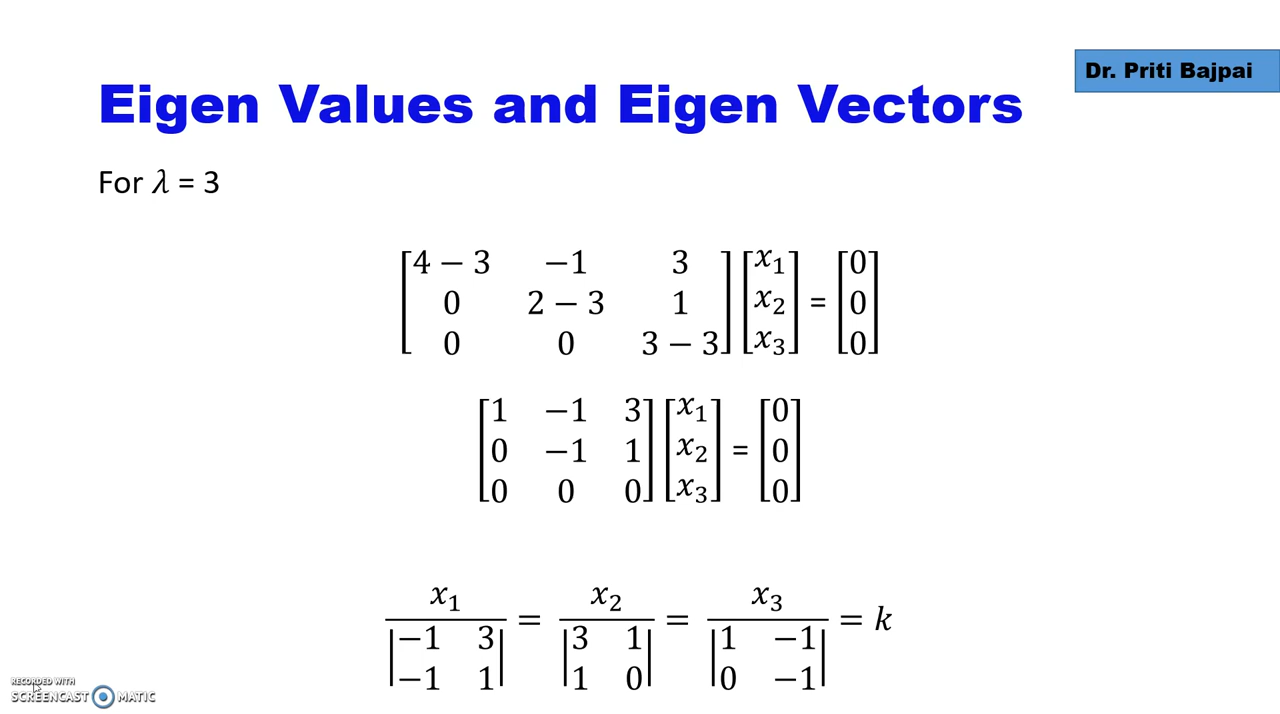 Dr. Priti Bajpai
Eigen Values and Eigen Vectors
For λ = 3
[4 − 3 −1 3] [x₁] [0]
[0 2 − 3 1] [x₂] = [0]
[0 0 3 − 3] [x₃] [0]
[1 −1 3] [x₁] [0]
[0 −1 1] [x₂] = [0]
[0 0 0] [x₃] [0]
x₁ x₂ x₃
= = = k
|−1 3| |3 1| |1 −1|
|−1 1| |1 0| |0 −1|
RECORDED WITH
SCREENCAST MATIC